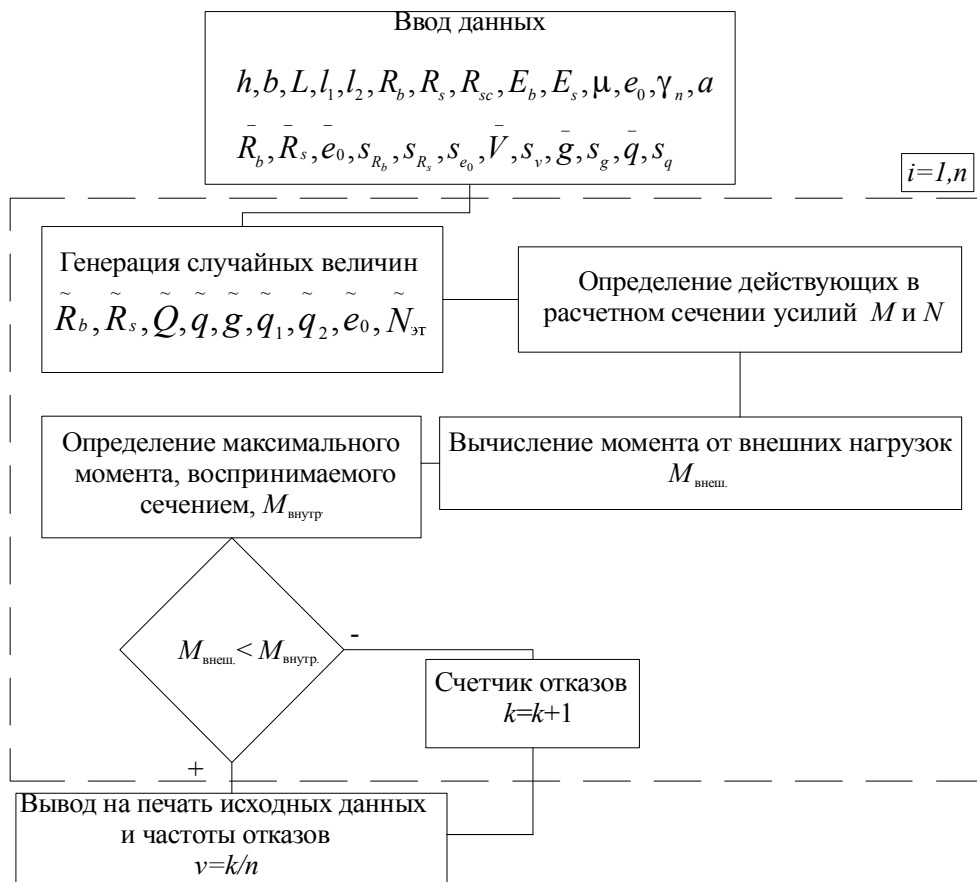 Ввод данных
h, b, L, l₁, l₂, R_b, R_s, R_sc, E_b, E_s, μ, e₀, γ_n, a
R̄_b, R̄_s, ē₀, s_{R_b}, s_{R_s}, s_{e₀}, V̄, s_v, ḡ, s_g, q̄, s_q
i=1,n
Генерация случайных величин
R̃_b, R̃_s, Q̃, q̃, g̃, q̃₁, q̃₂, ẽ₀, Ñ_эт
Определение действующих в
расчетном сечении усилий M и N
Определение максимального
момента, воспринимаемого
сечением, M_внутр.
Вычисление момента от внешних нагрузок
M_внеш.
M_внеш.< M_внутр.
-
Счетчик отказов
k=k+1
+
Вывод на печать исходных данных
и частоты отказов
ν=k/n